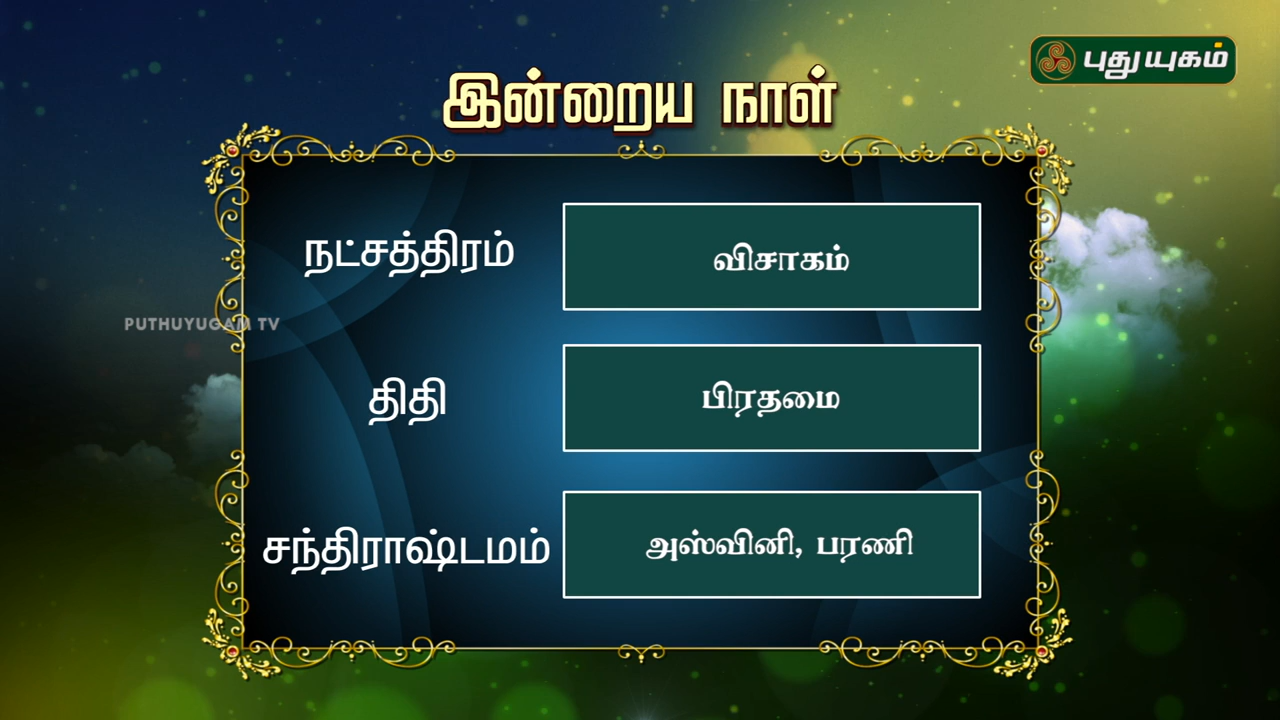 புதுயுகம்
இன்றைய நாள்
நட்சத்திரம்
விசாகம்
PUTHUYUGAM TV
திதி
பிரதமை
சந்திராஷ்டமம்
அஸ்வினி, பரணி